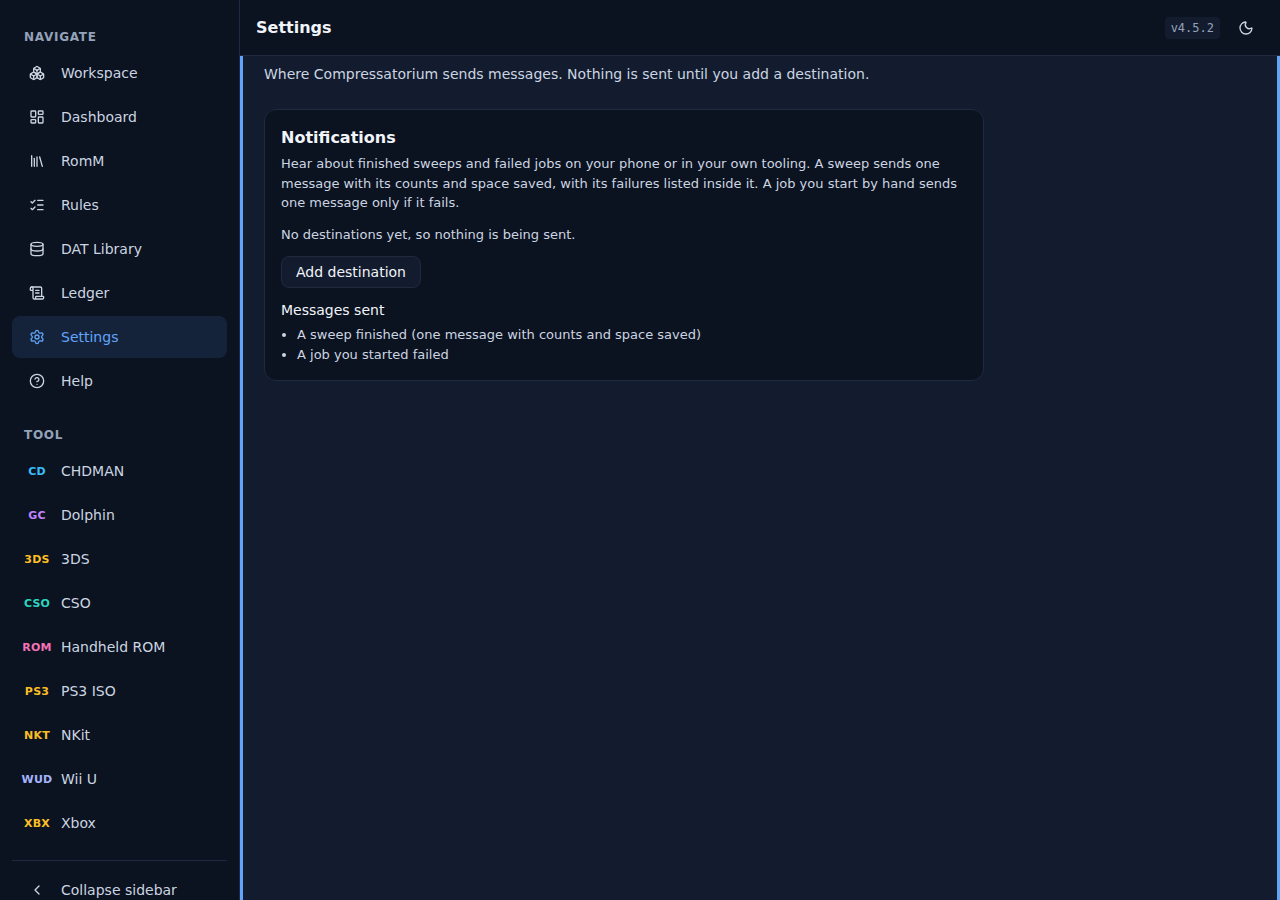 NAVIGATE
Workspace
Dashboard
RomM
Rules
DAT Library
Ledger
Settings
Help
TOOL
CD CHDMAN
GC Dolphin
3DS 3DS
CSO CSO
ROM Handheld ROM
PS3 PS3 ISO
NKT NKit
WUD Wii U
XBX Xbox
Collapse sidebar
Settings
v4.5.2
Where Compressatorium sends messages. Nothing is sent until you add a destination.
Notifications
Hear about finished sweeps and failed jobs on your phone or in your own tooling. A sweep sends one
message with its counts and space saved, with its failures listed inside it. A job you start by hand sends
one message only if it fails.
No destinations yet, so nothing is being sent.
Add destination
Messages sent
• A sweep finished (one message with counts and space saved)
• A job you started failed